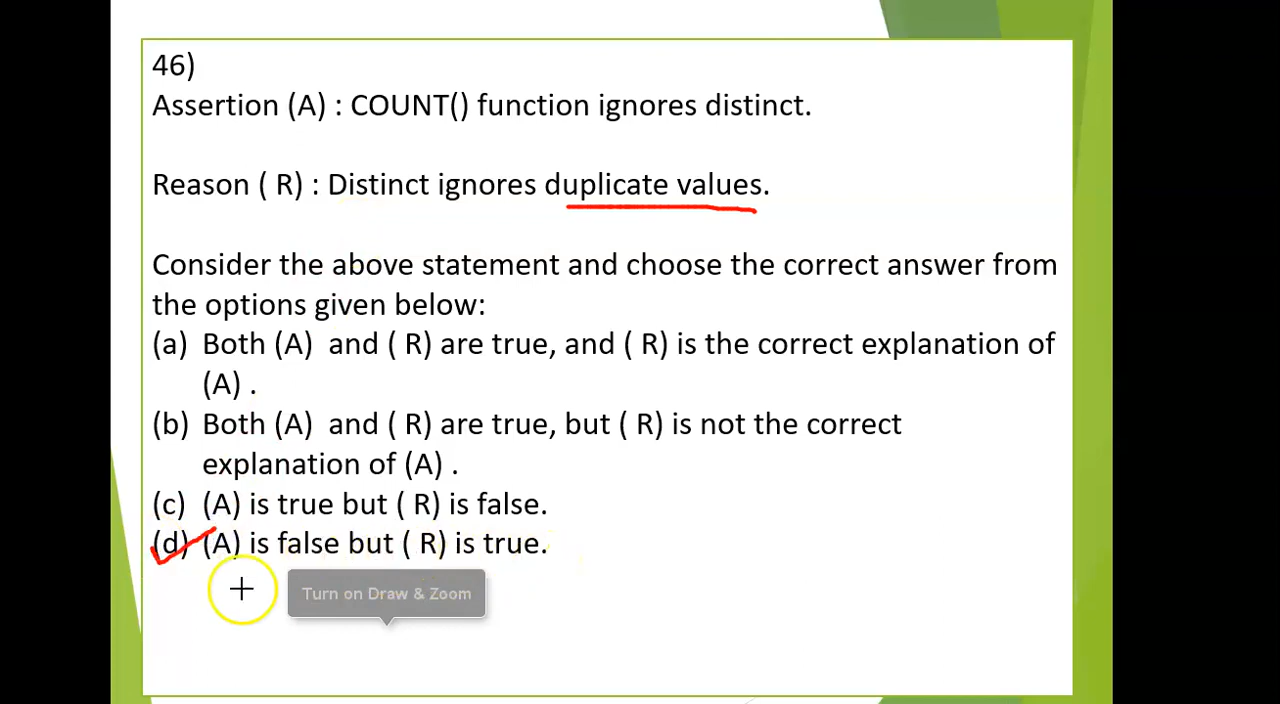 46)
Assertion (A) : COUNT() function ignores distinct.
Reason ( R) : Distinct ignores duplicate values.
Consider the above statement and choose the correct answer from
the options given below:
(a) Both (A) and ( R) are true, and ( R) is the correct explanation of
(A) .
(b) Both (A) and ( R) are true, but ( R) is not the correct
explanation of (A) .
(c) (A) is true but ( R) is false.
(d) (A) is false but ( R) is true.
Turn on Draw & Zoom